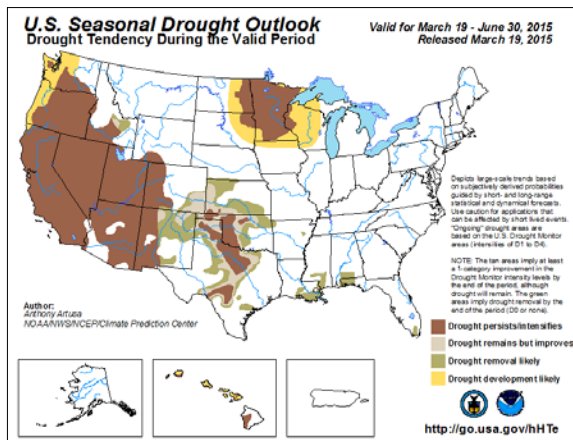 U.S. Seasonal Drought Outlook
Drought Tendency During the Valid Period
Valid for March 19 - June 30, 2015
Released March 19, 2015
Depicts large-scale trends based
on subjectively derived probabilities
guided by short- and long-range
statistical and dynamical forecasts.
Use caution for applications that
can be affected by short lived events.
"Ongoing" drought areas are
based on the U.S. Drought Monitor
areas (intensities of D1 to D4).
NOTE: The tan areas imply at least
a 1-category improvement in the
Drought Monitor intensity levels by
the end of the period, although
drought will remain. The green
areas imply drought removal by the
end of the period (D0 or none).
Author:
Anthony Artusa
NOAA/NWS/NCEP/Climate Prediction Center
Drought persists/intensifies
Drought remains but improves
Drought removal likely
Drought development likely
http://go.usa.gov/hHTe